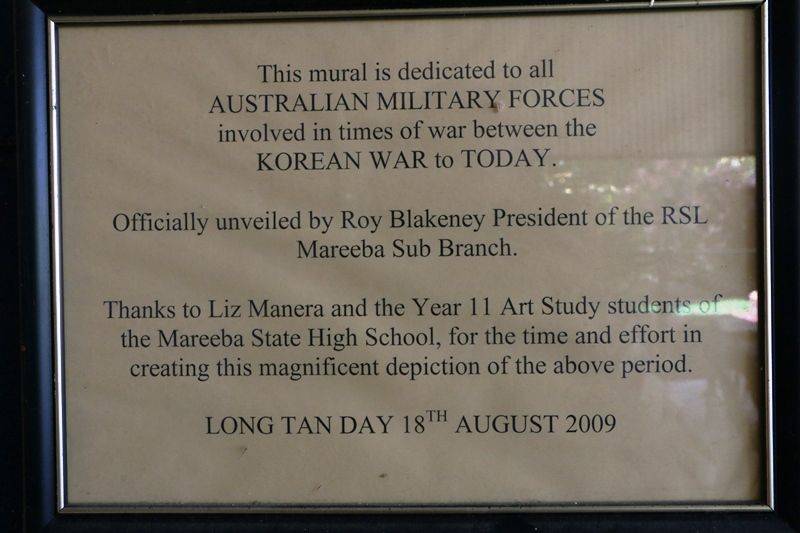 This mural is dedicated to all
AUSTRALIAN MILITARY FORCES
involved in times of war between the
KOREAN WAR to TODAY.
Officially unveiled by Roy Blakeney President of the RSL
Mareeba Sub Branch.
Thanks to Liz Manera and the Year 11 Art Study students of
the Mareeba State High School, for the time and effort in
creating this magnificent depiction of the above period.
LONG TAN DAY 18TH AUGUST 2009